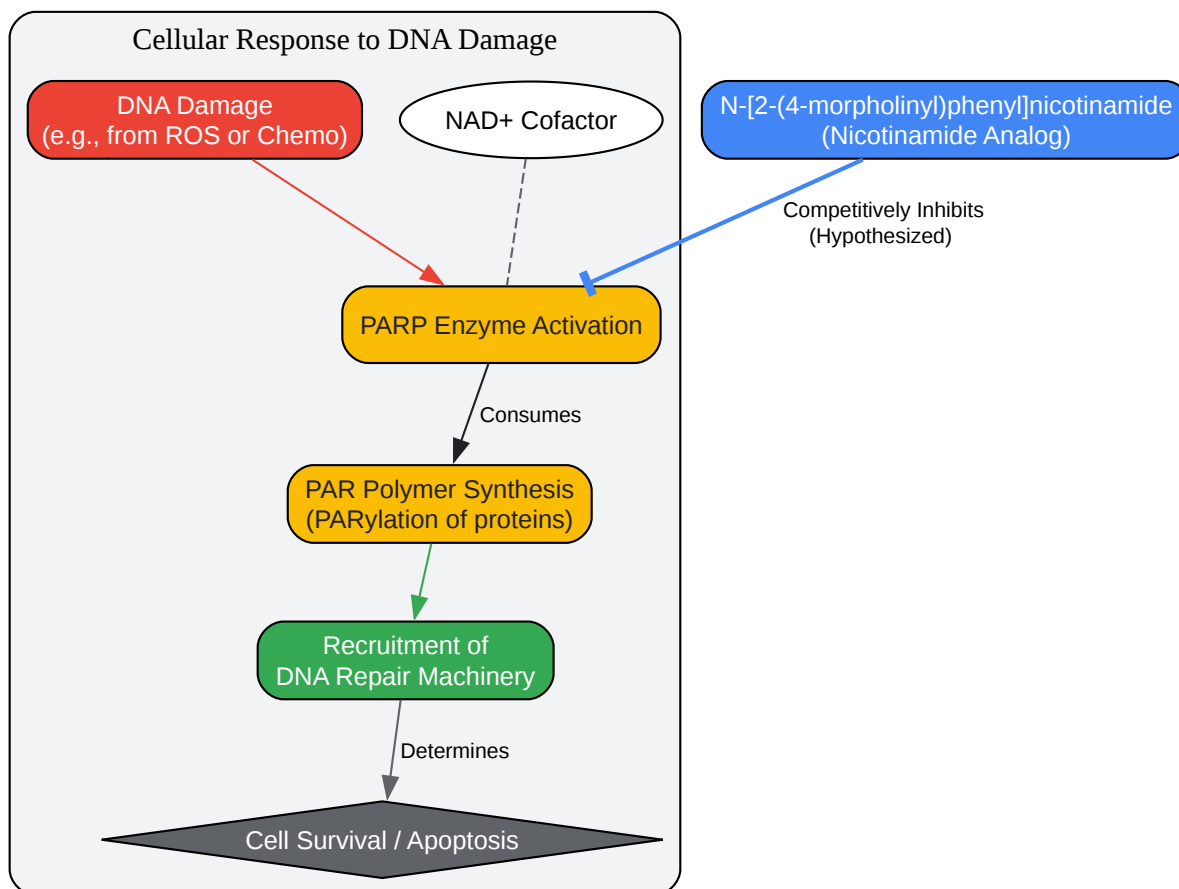 Cellular Response to DNA Damage
DNA Damage
(e.g., from ROS or Chemo)
NAD+ Cofactor
N-[2-(4-morpholinyl)phenyl]nicotinamide
(Nicotinamide Analog)
Competitively Inhibits
(Hypothesized)
PARP Enzyme Activation
Consumes
PAR Polymer Synthesis
(PARylation of proteins)
Recruitment of
DNA Repair Machinery
Determines
Cell Survival / Apoptosis